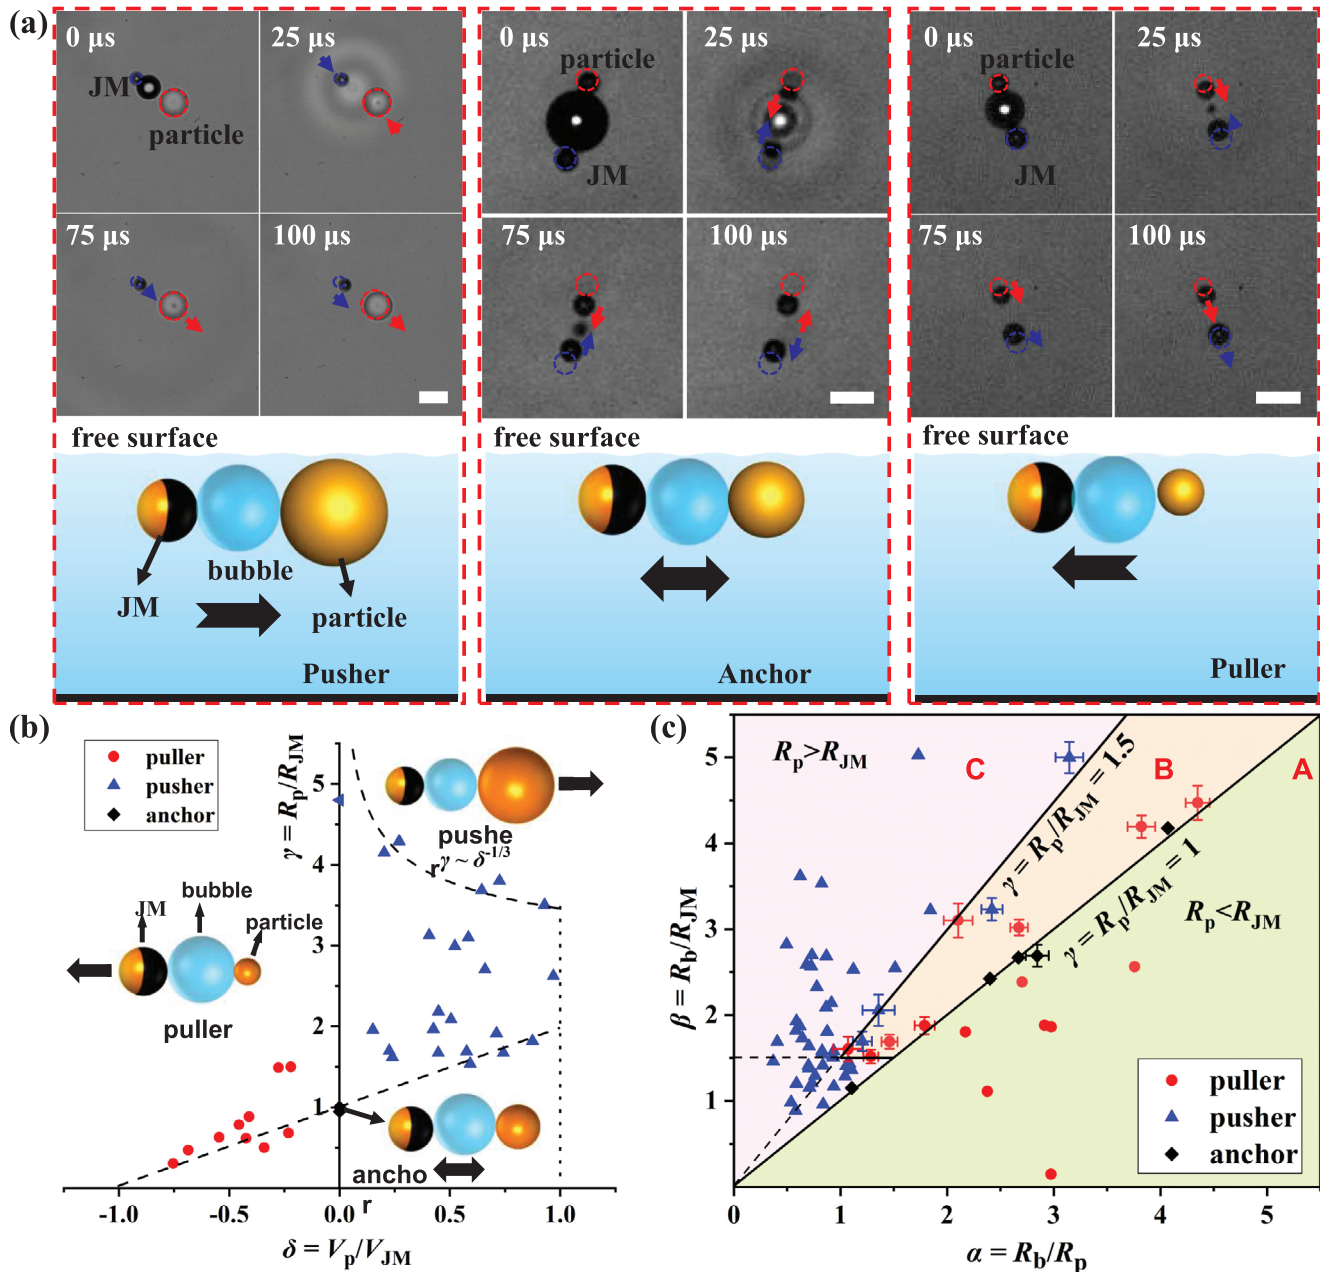 (a)
0 μs
25 μs
JM
particle
75 μs
100 μs
0 μs
25 μs
particle
JM
75 μs
100 μs
0 μs
25 μs
particle
JM
75 μs
100 μs
free surface
bubble
JM
particle
Pusher
free surface
Anchor
free surface
Puller
(b)
puller
pusher
anchor
γ = Rp/RJM
5
4
3
2
1
0
-1.0
-0.5
0.0
0.5
1.0
δ = Vp/VJM
pushe
r
γ ~ δ-1/3
bubble
JM
particle
puller
ancho
r
(c)
Rp>RJM
C
B
A
γ = Rp/RJM = 1.5
γ = Rp/RJM = 1
Rp<RJM
β = Rb/RJM
5
4
3
2
1
0
1
2
3
4
5
α = Rb/Rp
puller
pusher
anchor